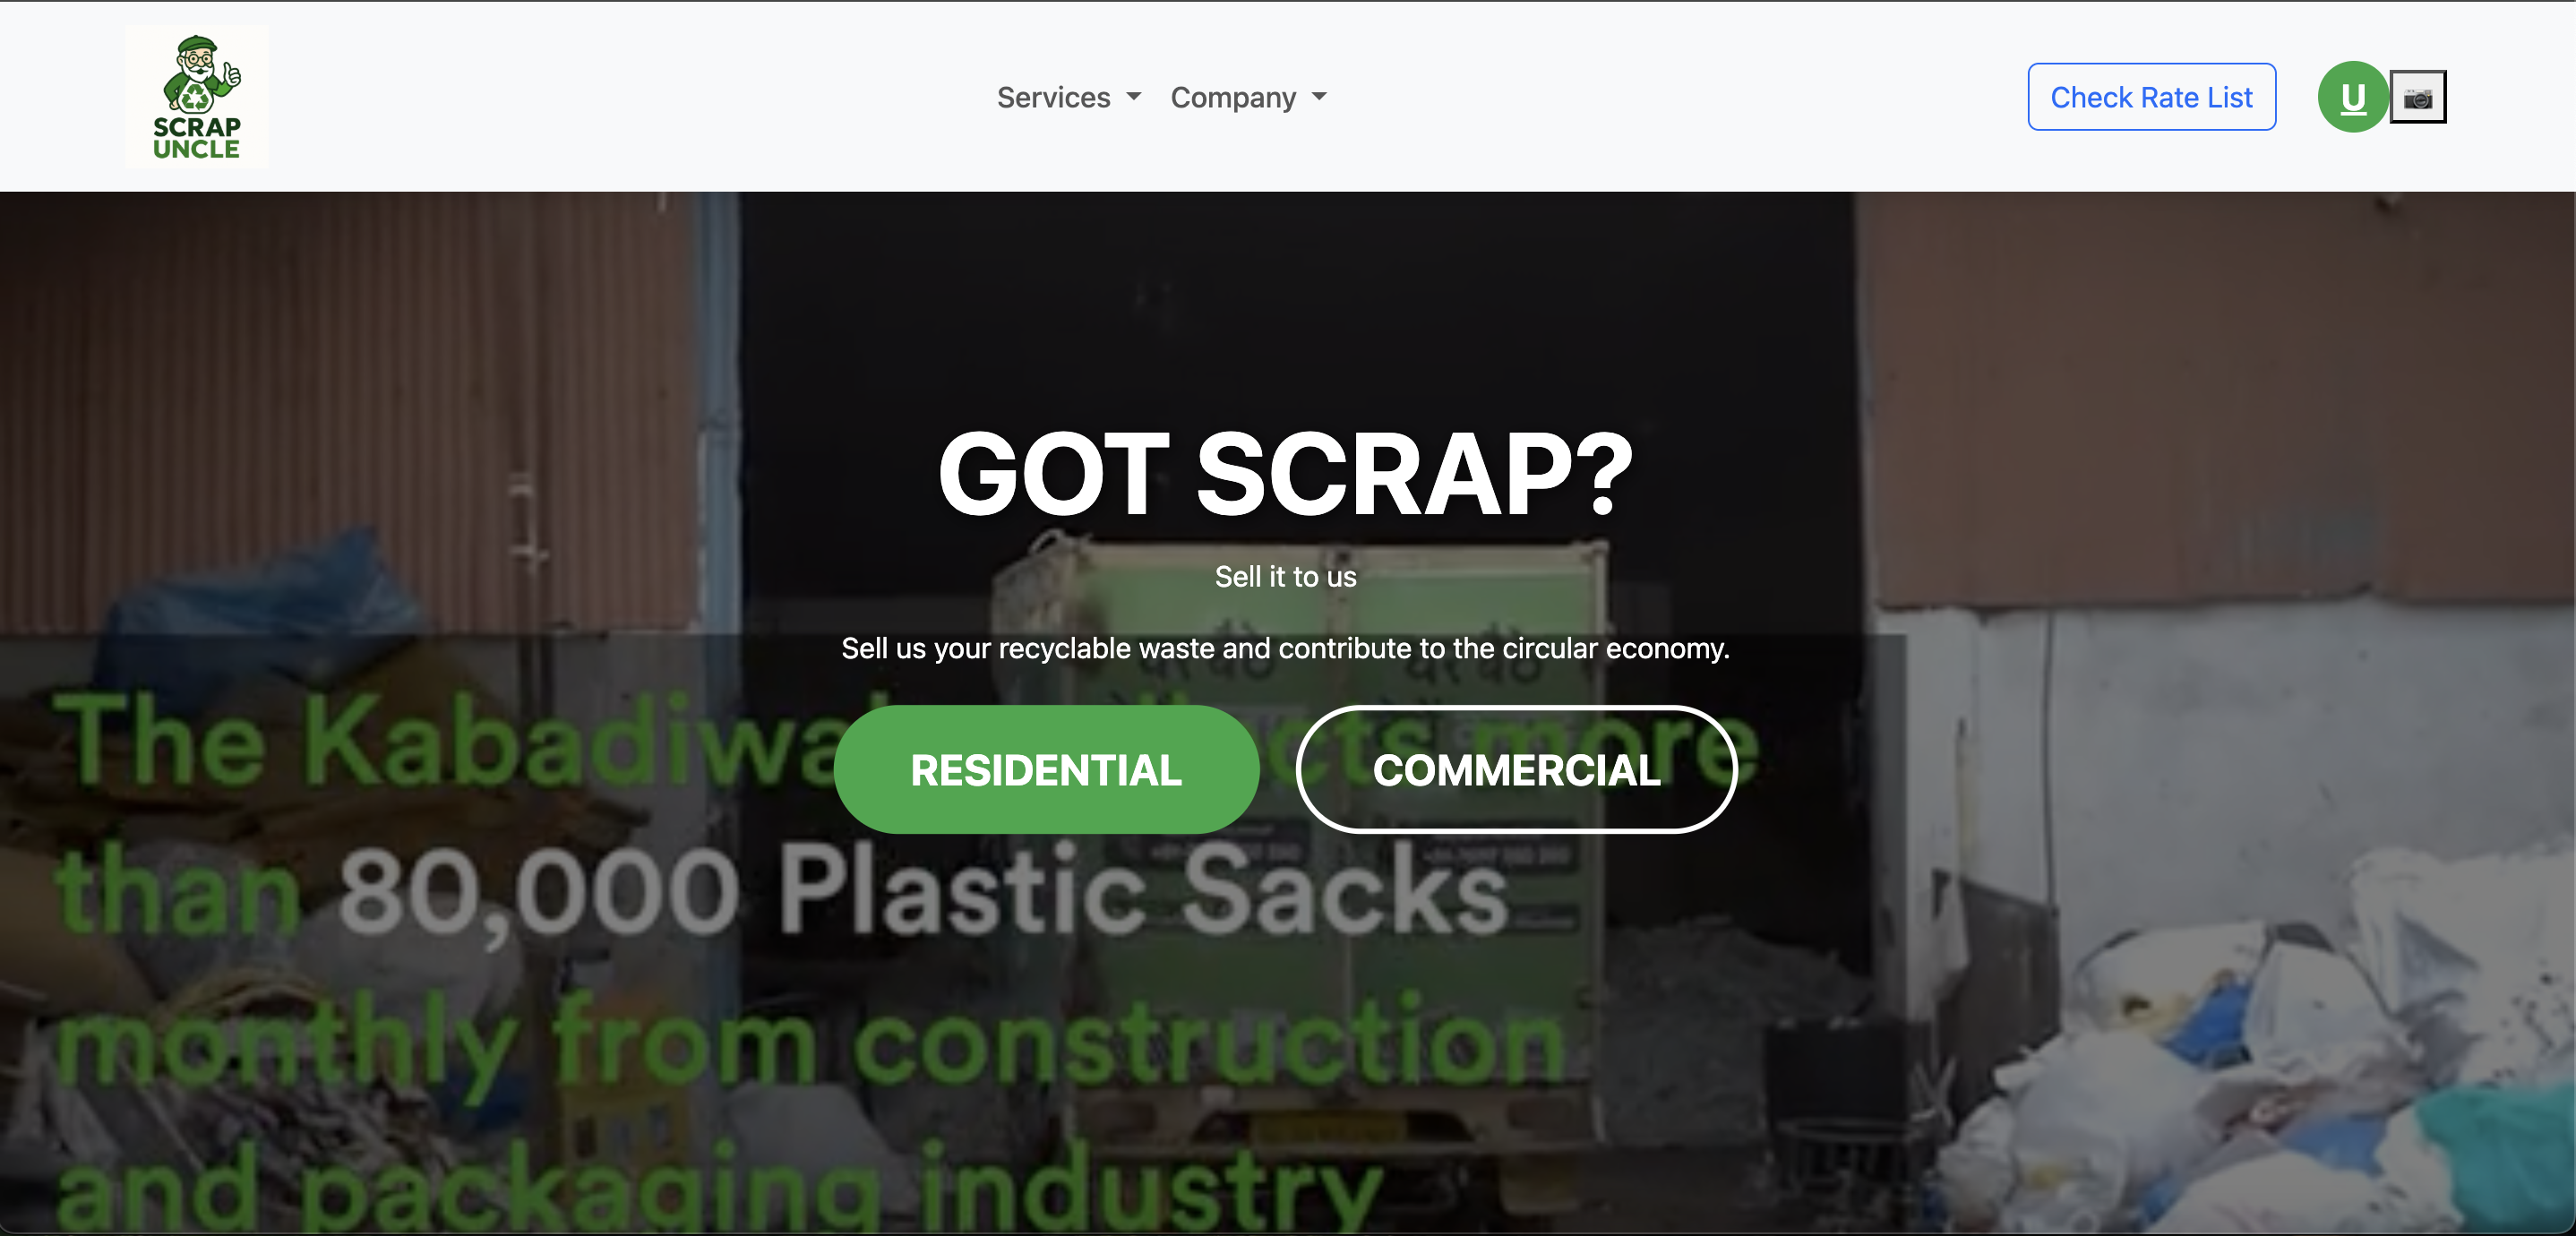 SCRAP
UNCLE
Services
Company
Check Rate List
U
GOT SCRAP?
Sell it to us
घर बैठे घर बैठे
Sell us your recyclable waste and contribute to the circular economy.
The Kabadiwa cts more
RESIDENTIAL
COMMERCIAL
than 80,000 Plastic Sacks
monthly from construction
and packaging industry